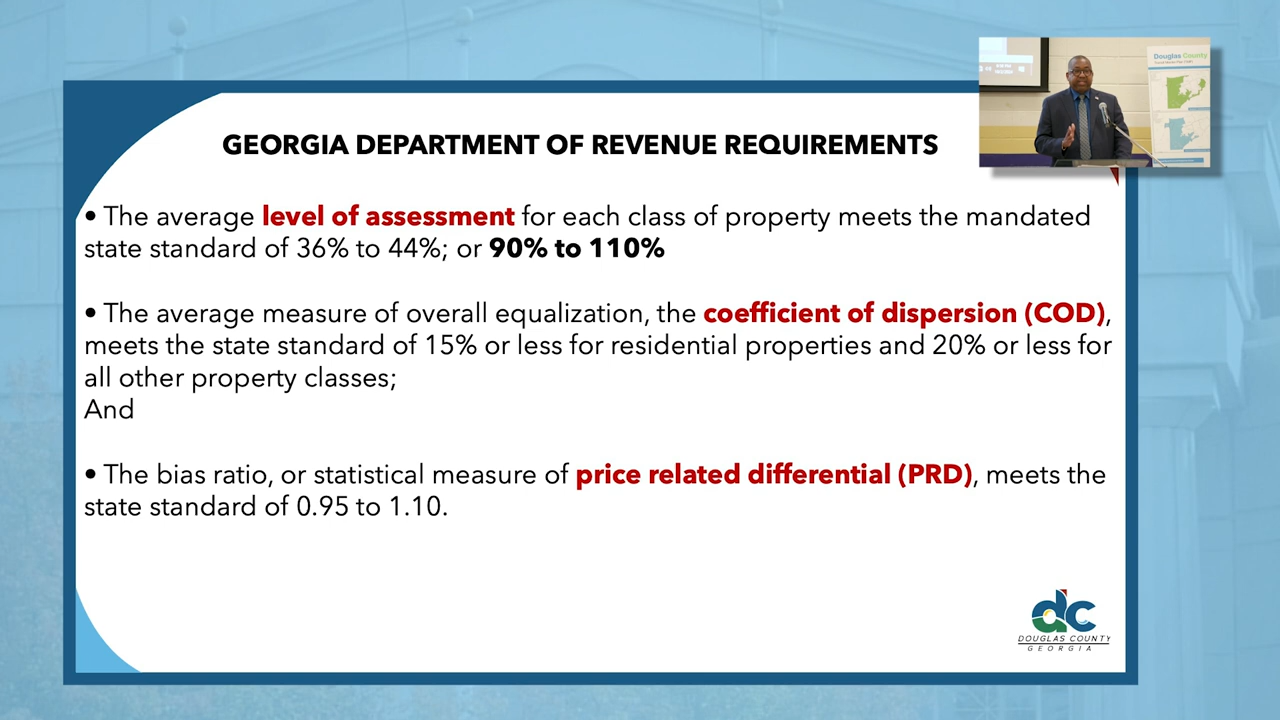 GEORGIA DEPARTMENT OF REVENUE REQUIREMENTS
Douglas County
• The average level of assessment for each class of property meets the mandated
state standard of 36% to 44%; or 90% to 110%
• The average measure of overall equalization, the coefficient of dispersion (COD),
meets the state standard of 15% or less for residential properties and 20% or less for
all other property classes;
And
• The bias ratio, or statistical measure of price related differential (PRD), meets the
state standard of 0.95 to 1.10.
dc
DOUGLAS COUNTY
GEORGIA